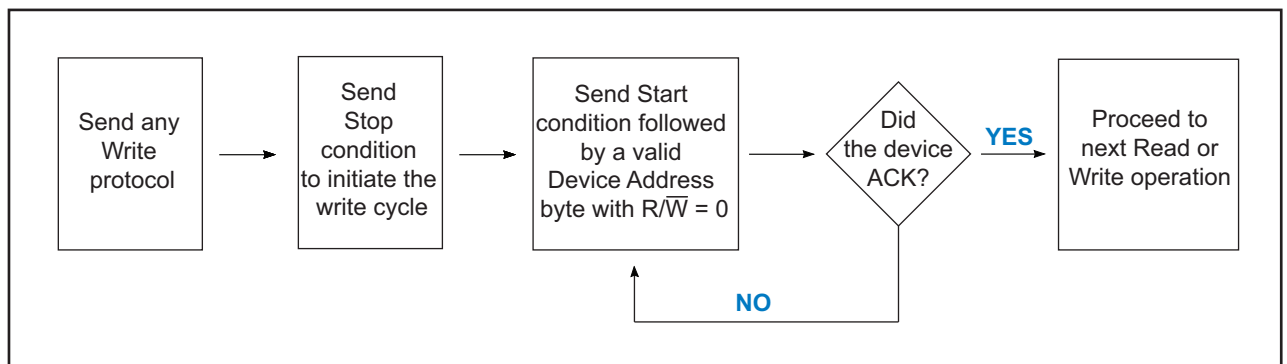 Send any
Write
protocol
Send
Stop
condition
to initiate the
write cycle
Send Start
condition followed
by a valid
Device Address
byte with R/W̅ = 0
Did
the device
ACK?
YES
NO
Proceed to
next Read or
Write operation